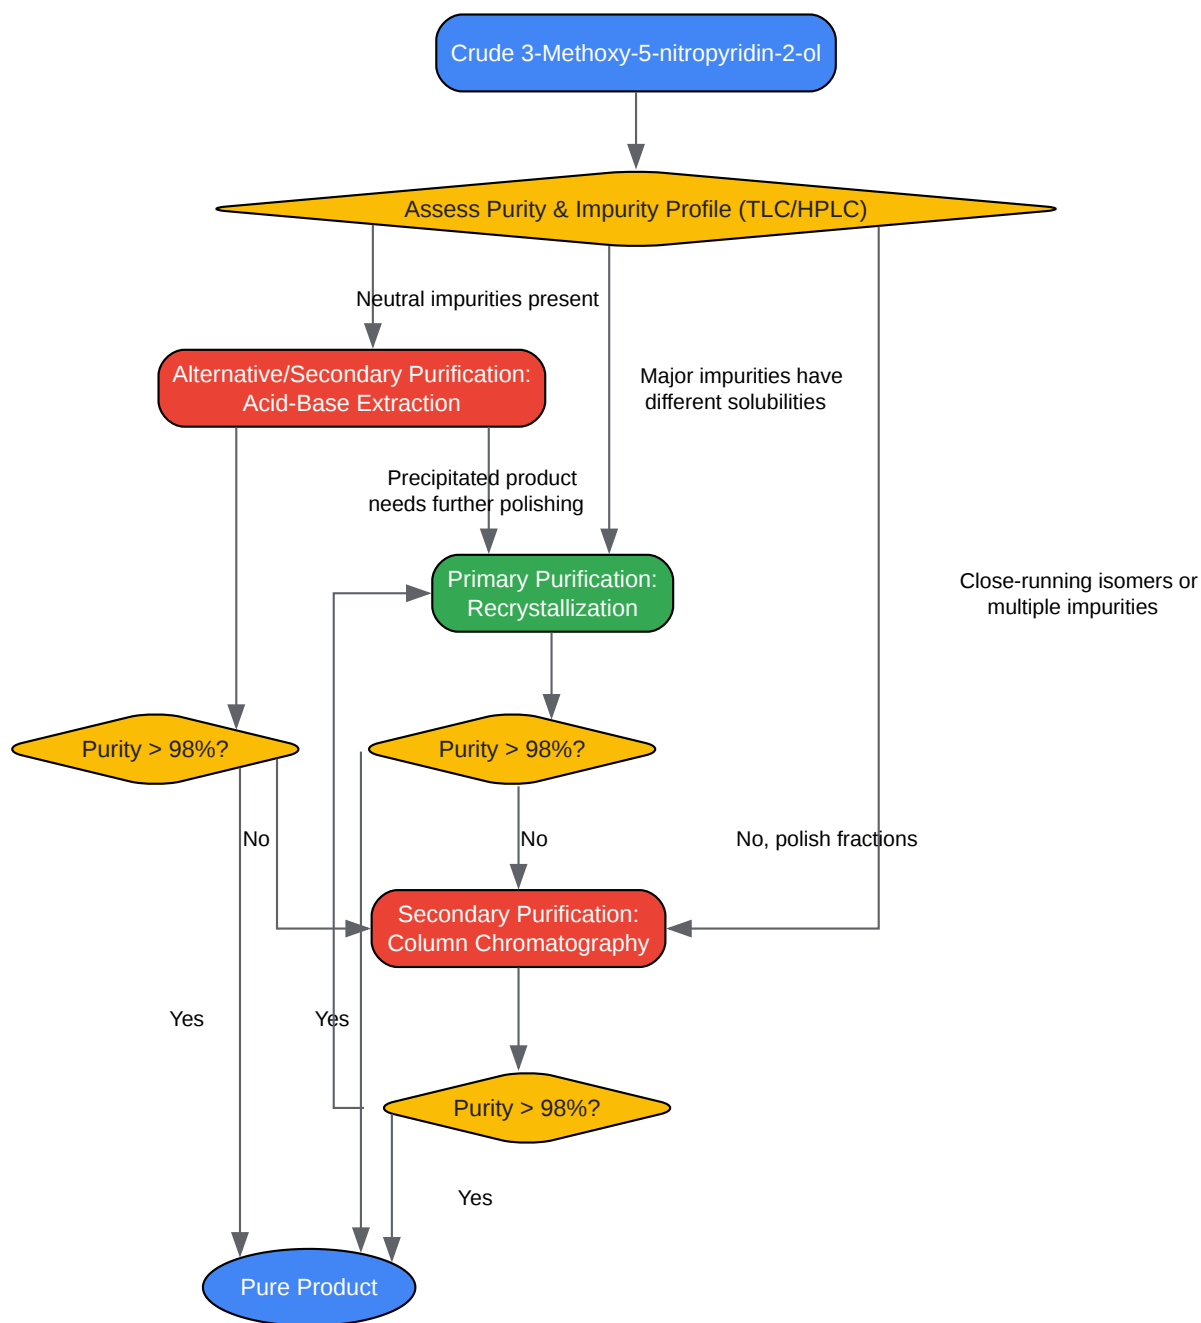 Crude 3-Methoxy-5-nitropyridin-2-ol
Assess Purity & Impurity Profile (TLC/HPLC)
Neutral impurities present
Alternative/Secondary Purification:
Acid-Base Extraction
Major impurities have
different solubilities
Precipitated product
needs further polishing
Primary Purification:
Recrystallization
Close-running isomers or
multiple impurities
Purity > 98%?
Purity > 98%?
No
No
No, polish fractions
Secondary Purification:
Column Chromatography
Yes
Yes
Purity > 98%?
Yes
Pure Product